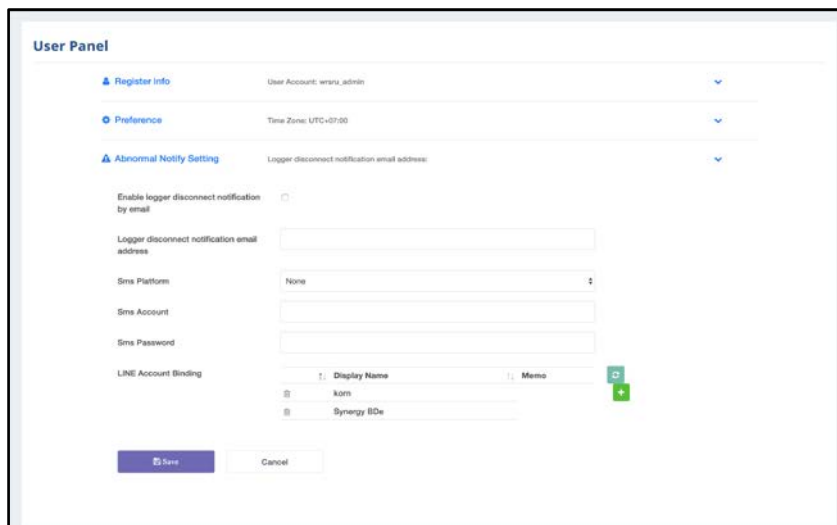 User Panel
Register Info User Account: wrsru_admin
Preference Time Zone: UTC+07:00
Abnormal Notify Setting Logger disconnect notification email address:
Enable logger disconnect notification
by email
Logger disconnect notification email
address
Sms Platform None
Sms Account
Sms Password
LINE Account Binding Display Name Memo
korn
Synergy BDe
Save Cancel